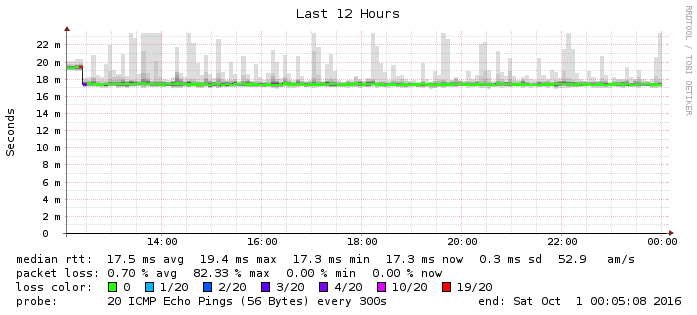 Last 12 Hours
RRDTOOL / TOBI OETIKER
Seconds
22 m
20 m
18 m
16 m
14 m
12 m
10 m
8 m
6 m
4 m
2 m
0
14:00 16:00 18:00 20:00 22:00 00:00
median rtt: 17.5 ms avg 19.4 ms max 17.3 ms min 17.3 ms now 0.3 ms sd 52.9 am/s
packet loss: 0.70 % avg 82.33 % max 0.00 % min 0.00 % now
loss color: 0 1/20 2/20 3/20 4/20 10/20 19/20
probe: 20 ICMP Echo Pings (56 Bytes) every 300s end: Sat Oct 1 00:05:08 2016